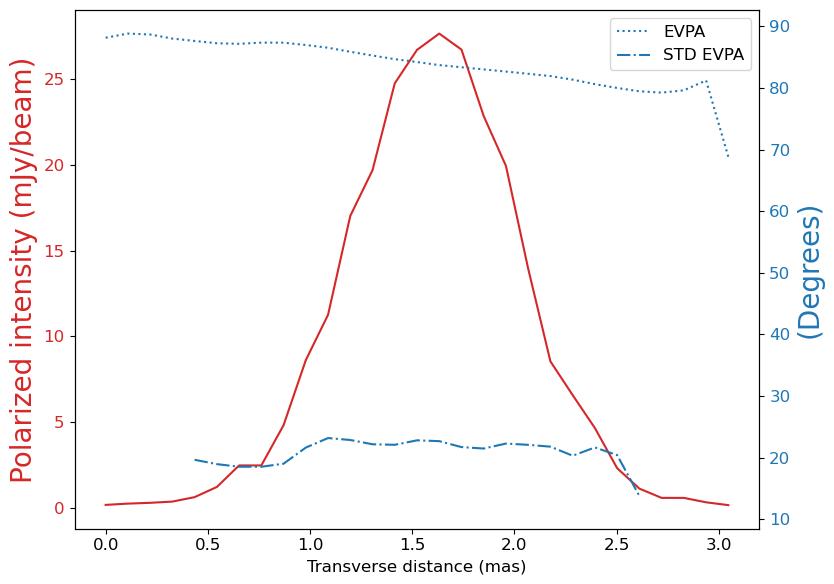 EVPA
STD EVPA
Polarized intensity (mJy/beam)
25
20
15
10
5
0
90
80
70
60
50
40
30
20
10
(Degrees)
0.0 0.5 1.0 1.5 2.0 2.5 3.0
Transverse distance (mas)